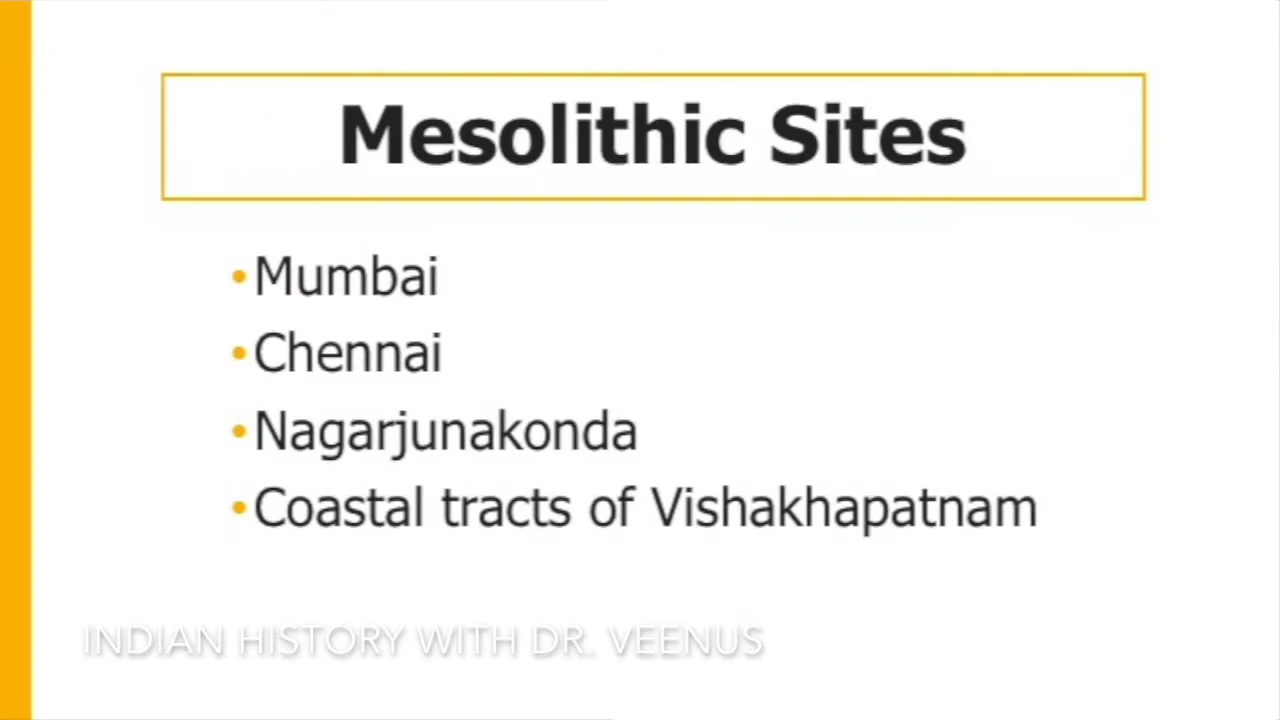 Mesolithic Sites
•Mumbai
•Chennai
•Nagarjunakonda
•Coastal tracts of Vishakhapatnam
INDIAN HISTORY WITH DR. VEENUS